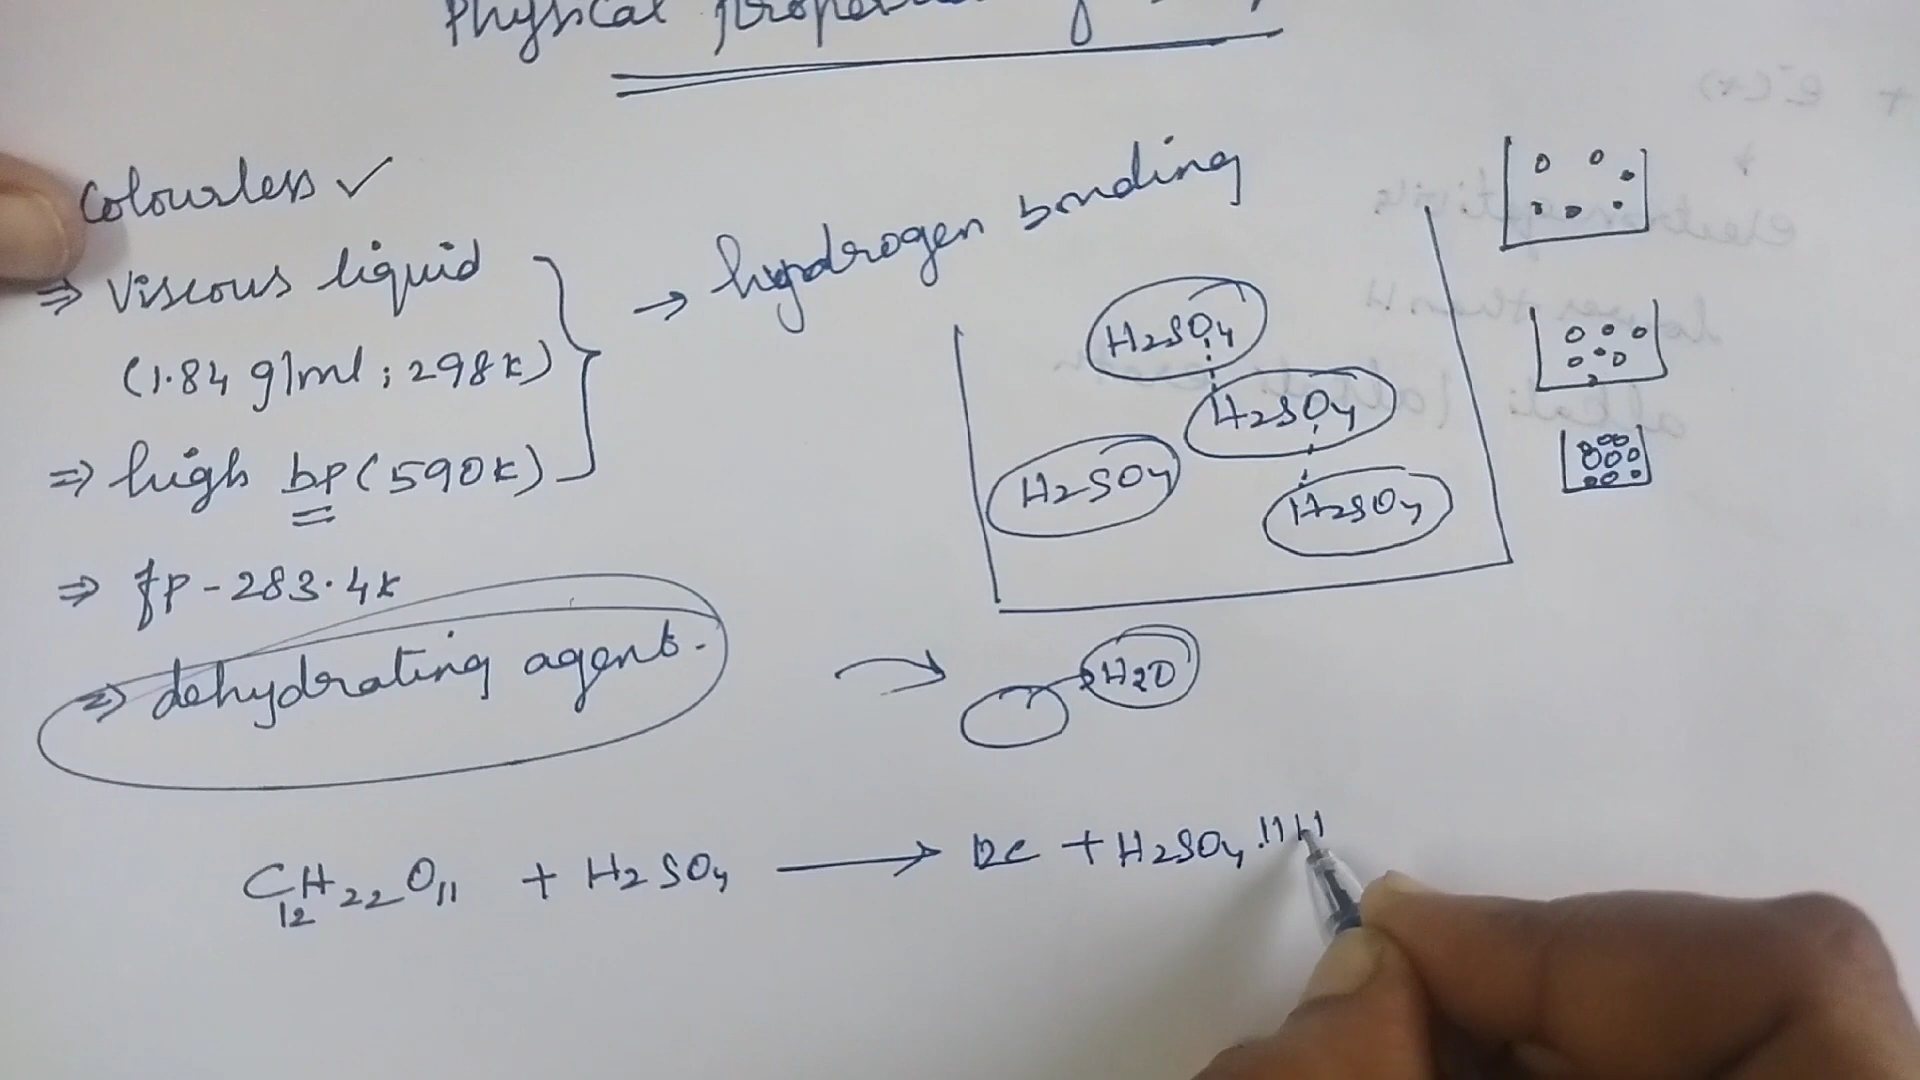 Physical
Colourless ✓
⇒ Viscous liquid
(1.84 g/ml ; 298K)
⇒ high bp (590K)
→ hydrogen bonding
H2SO4
H2SO4
H2SO4
H2SO4
⇒ fp - 283.4K
⇒ dehydrating agent.
H2O
C12H22O11 + H2SO4 → 12C + H2SO4 . 11H